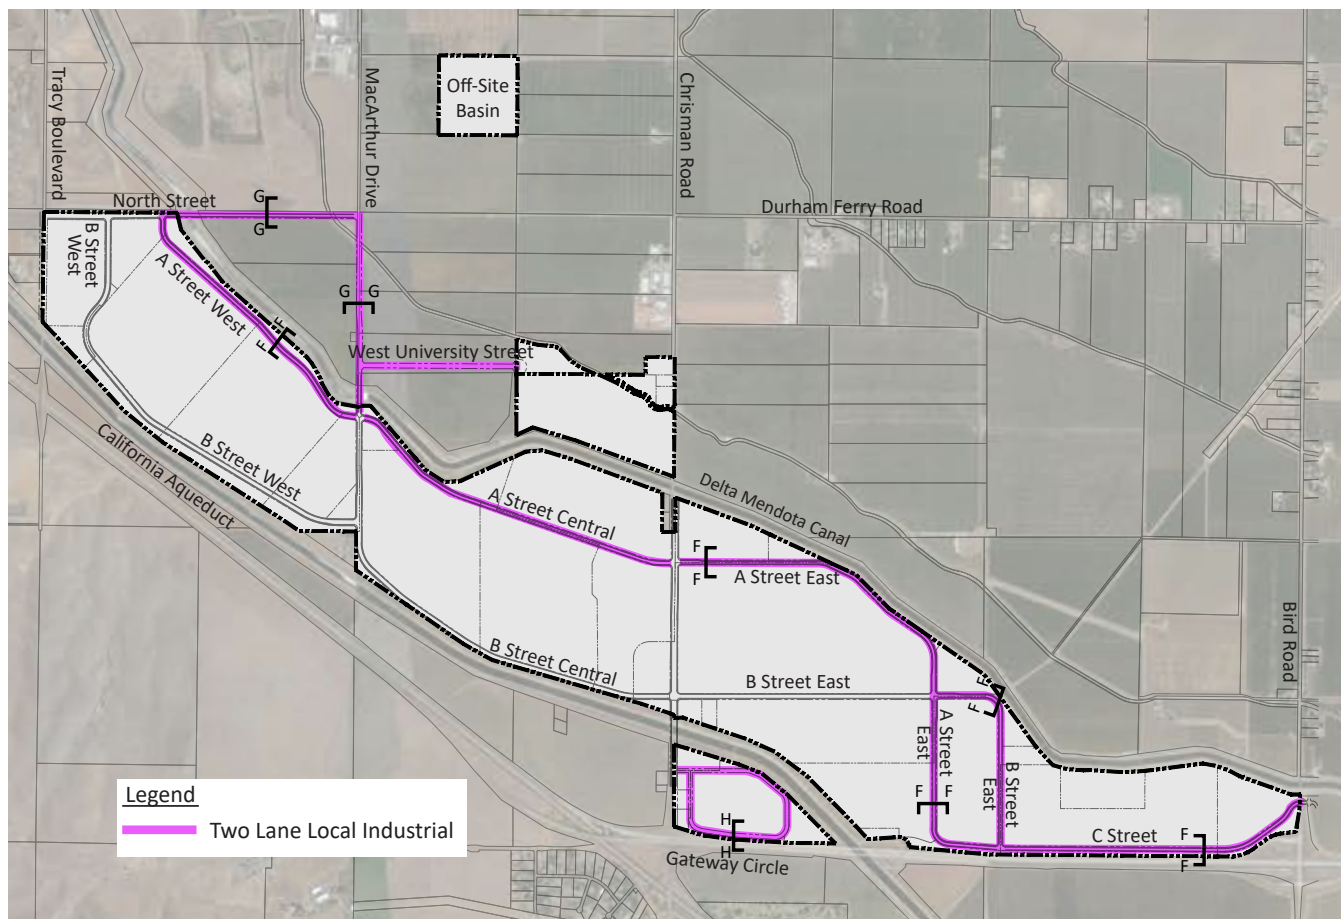 Off-Site
Basin
Tracy Boulevard
MacArthur Drive
Chrisman Road
North Street
G
G
Durham Ferry Road
B Street
West
A Street West
G G
F
F
West University Street
California Aqueduct
B Street West
A Street Central
Delta Mendota Canal
F
F
A Street East
Bird Road
B Street Central
B Street East
F
F
A Street
East
B Street
East
F F
Legend
Two Lane Local Industrial
H
H
Gateway Circle
C Street
F
F